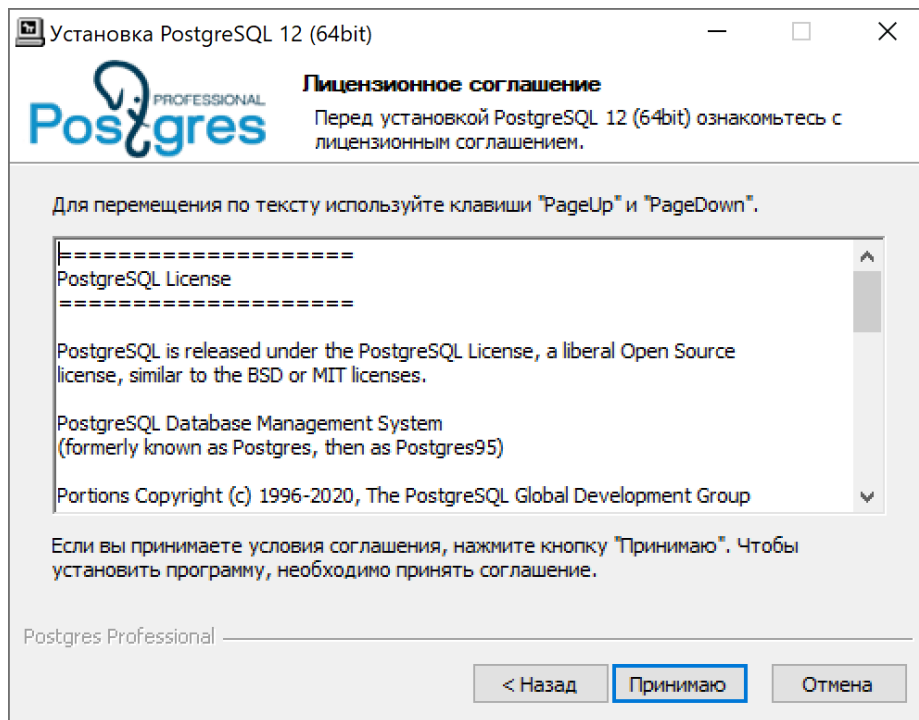 Установка PostgreSQL 12 (64bit)
PROFESSIONAL
Postgres
Лицензионное соглашение
Перед установкой PostgreSQL 12 (64bit) ознакомьтесь с
лицензионным соглашением.
Для перемещения по тексту используйте клавиши "PageUp" и "PageDown".
====================
PostgreSQL License
====================
PostgreSQL is released under the PostgreSQL License, a liberal Open Source
license, similar to the BSD or MIT licenses.
PostgreSQL Database Management System
(formerly known as Postgres, then as Postgres95)
Portions Copyright (c) 1996-2020, The PostgreSQL Global Development Group
Если вы принимаете условия соглашения, нажмите кнопку "Принимаю". Чтобы
установить программу, необходимо принять соглашение.
Postgres Professional
< Назад
Принимаю
Отмена